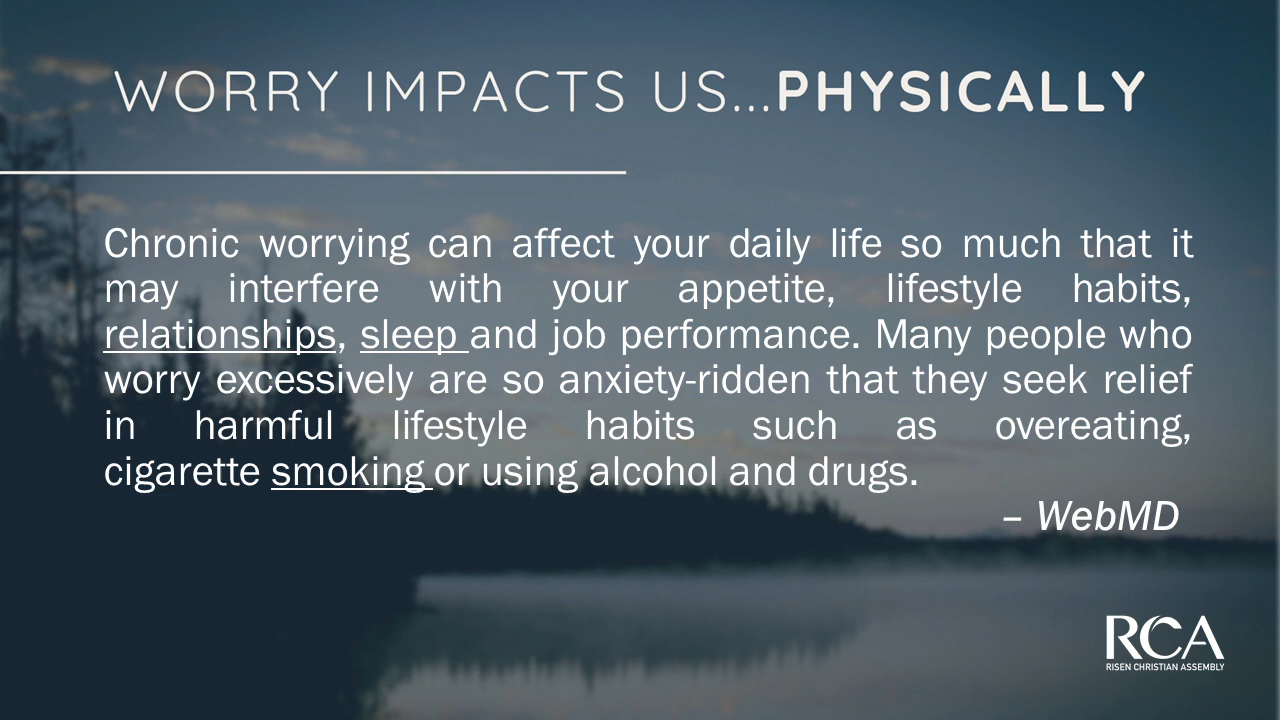 WORRY IMPACTS US...PHYSICALLY
Chronic worrying can affect your daily life so much that it
may interfere with your appetite, lifestyle habits,
relationships, sleep and job performance. Many people who
worry excessively are so anxiety-ridden that they seek relief
in harmful lifestyle habits such as overeating,
cigarette smoking or using alcohol and drugs.
– WebMD
RCA
RISEN CHRISTIAN ASSEMBLY